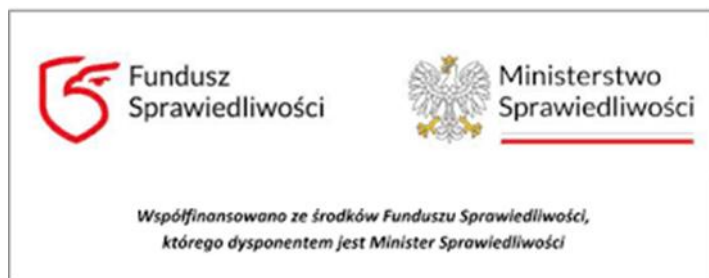 Fundusz
Sprawiedliwości
Ministerstwo
Sprawiedliwości
Współfinansowano ze środków Funduszu Sprawiedliwości,
którego dysponentem jest Minister Sprawiedliwości